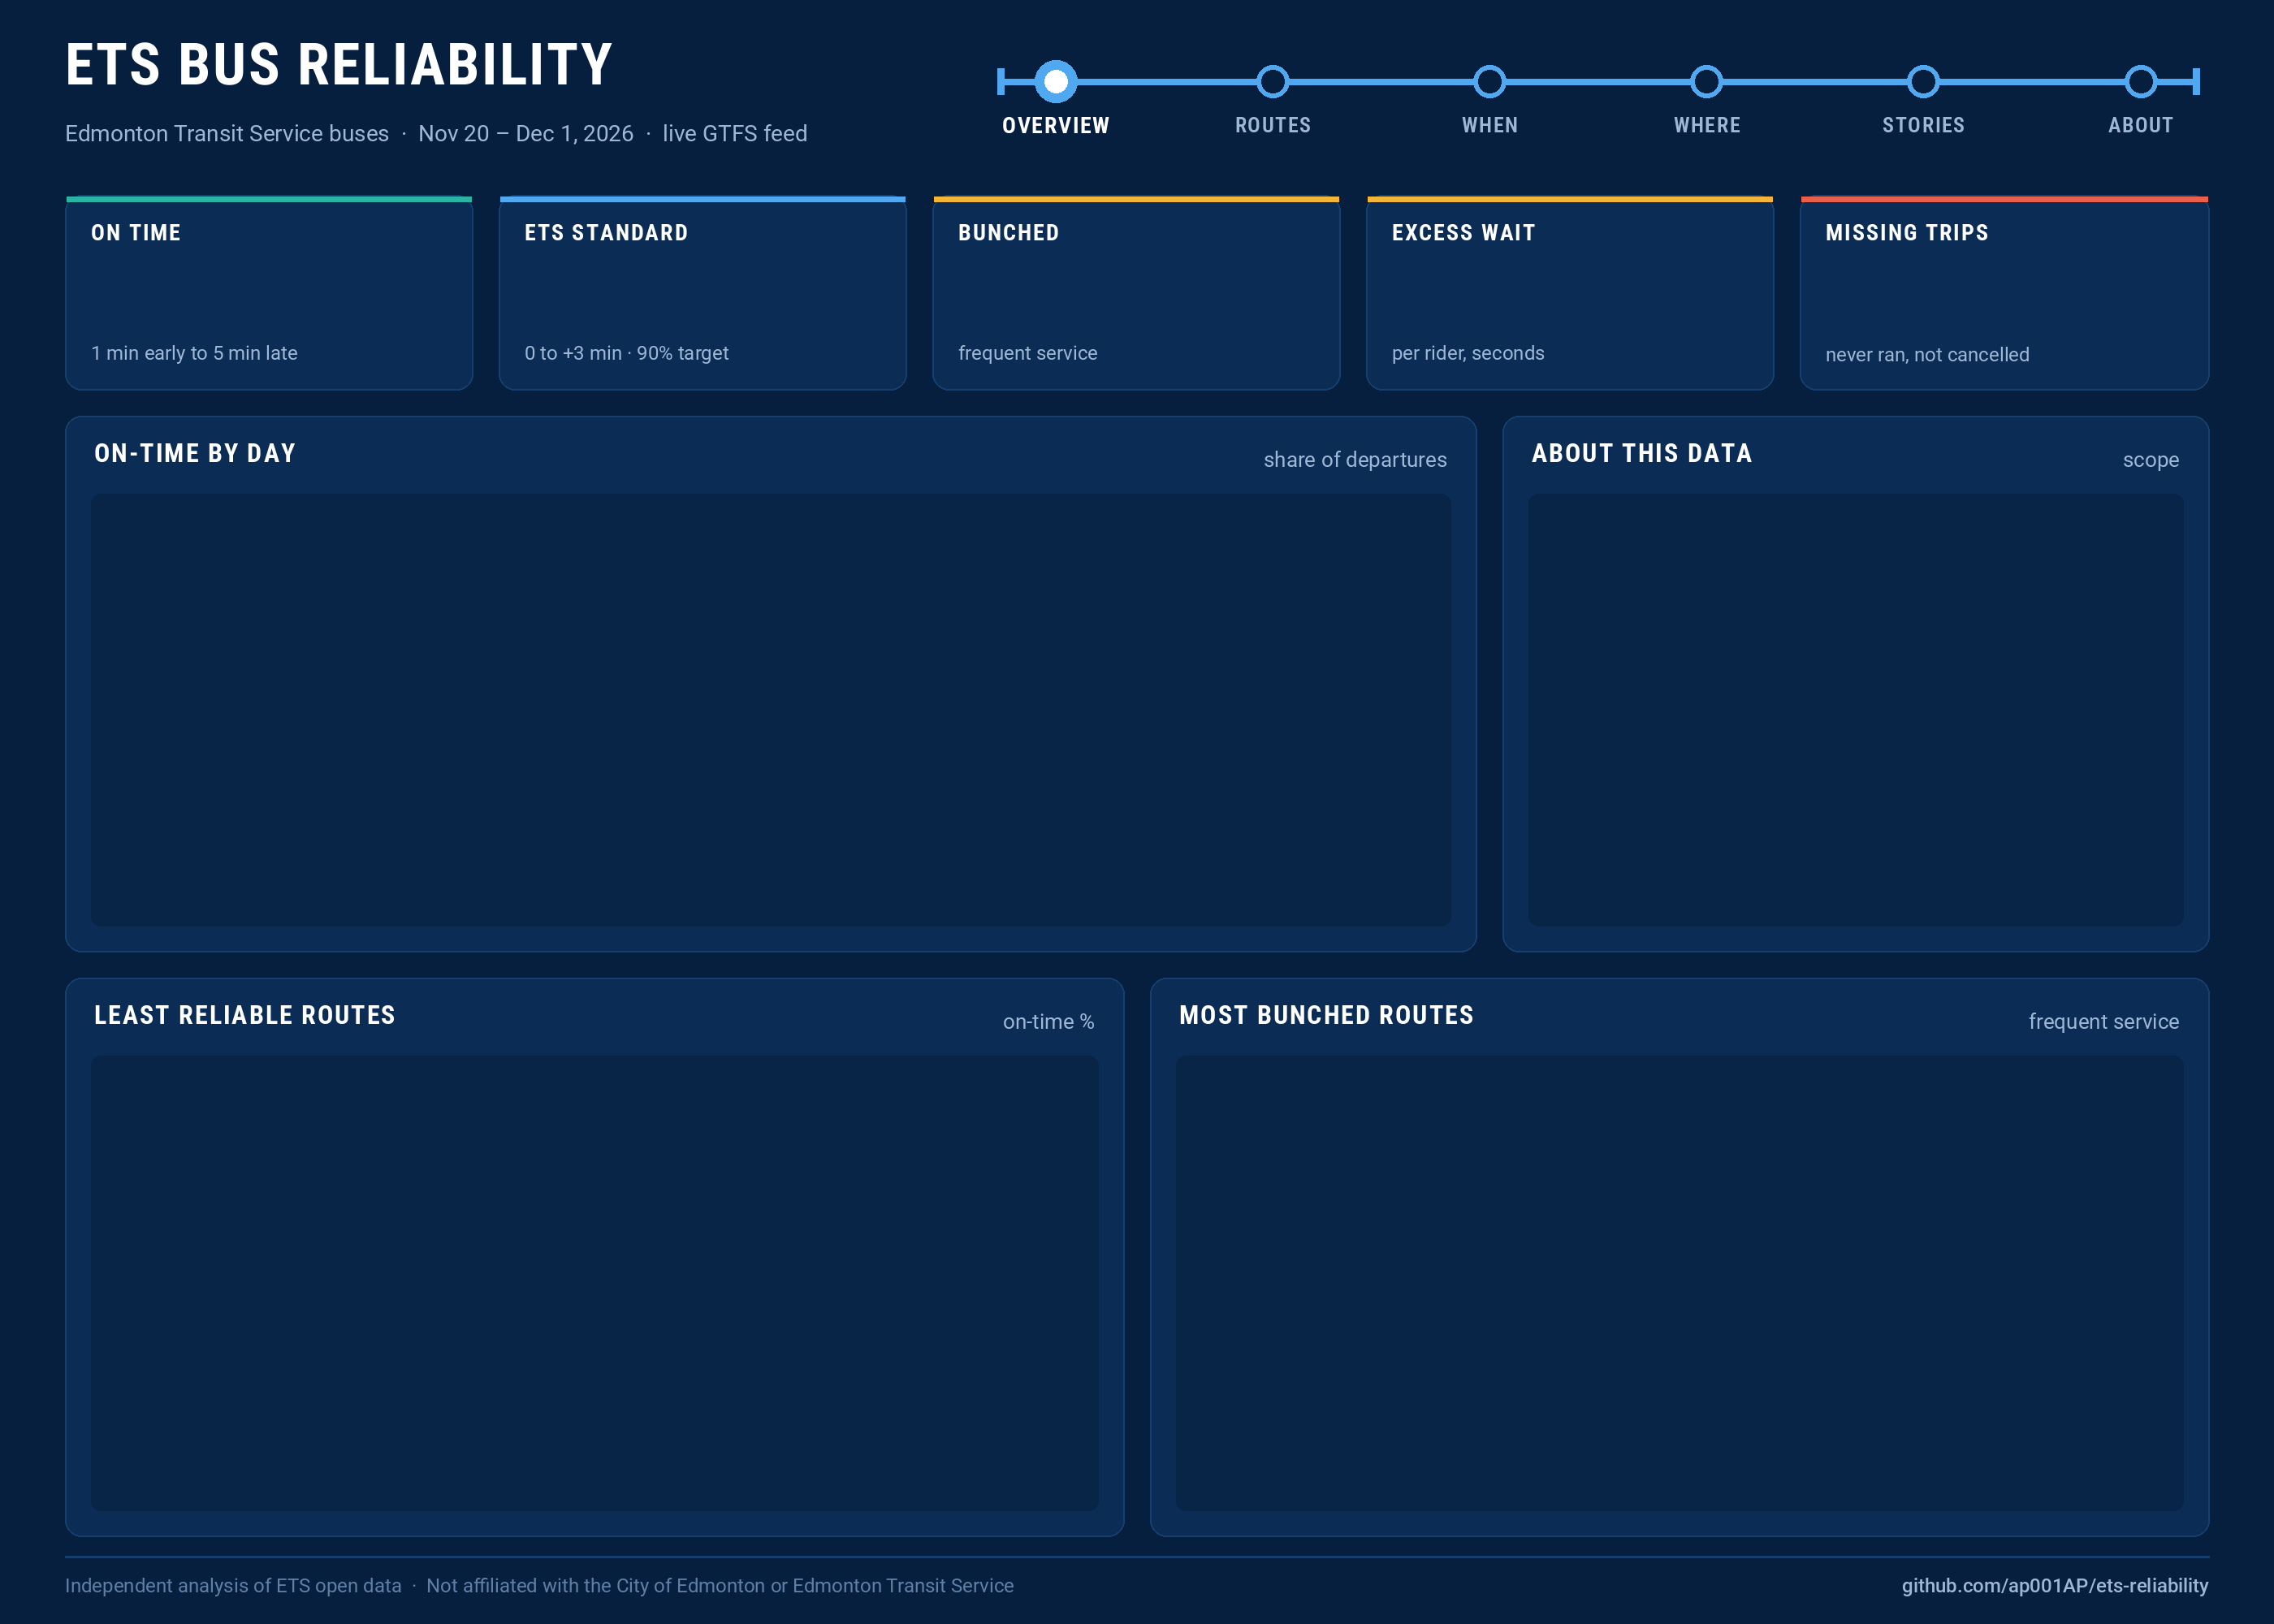 ETS BUS RELIABILITY
Edmonton Transit Service buses · Nov 20 – Dec 1, 2026 · live GTFS feed
OVERVIEW ROUTES WHEN WHERE STORIES ABOUT
ON TIME
1 min early to 5 min late
ETS STANDARD
0 to +3 min · 90% target
BUNCHED
frequent service
EXCESS WAIT
per rider, seconds
MISSING TRIPS
never ran, not cancelled
ON-TIME BY DAY
share of departures
ABOUT THIS DATA
scope
LEAST RELIABLE ROUTES
on-time %
MOST BUNCHED ROUTES
frequent service
Independent analysis of ETS open data · Not affiliated with the City of Edmonton or Edmonton Transit Service
github.com/ap001AP/ets-reliability